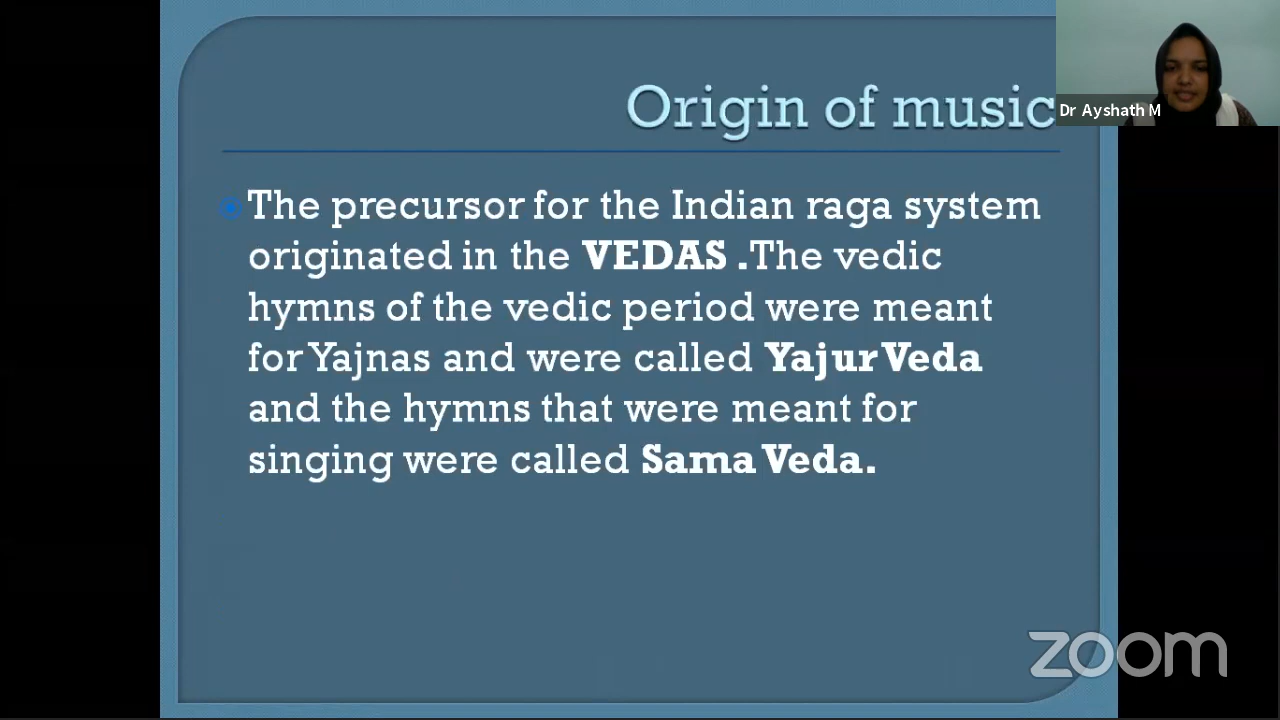 Origin of music
Dr Ayshath M
The precursor for the Indian raga system
originated in the VEDAS .The vedic
hymns of the vedic period were meant
for Yajnas and were called Yajur Veda
and the hymns that were meant for
singing were called Sama Veda.
zoom